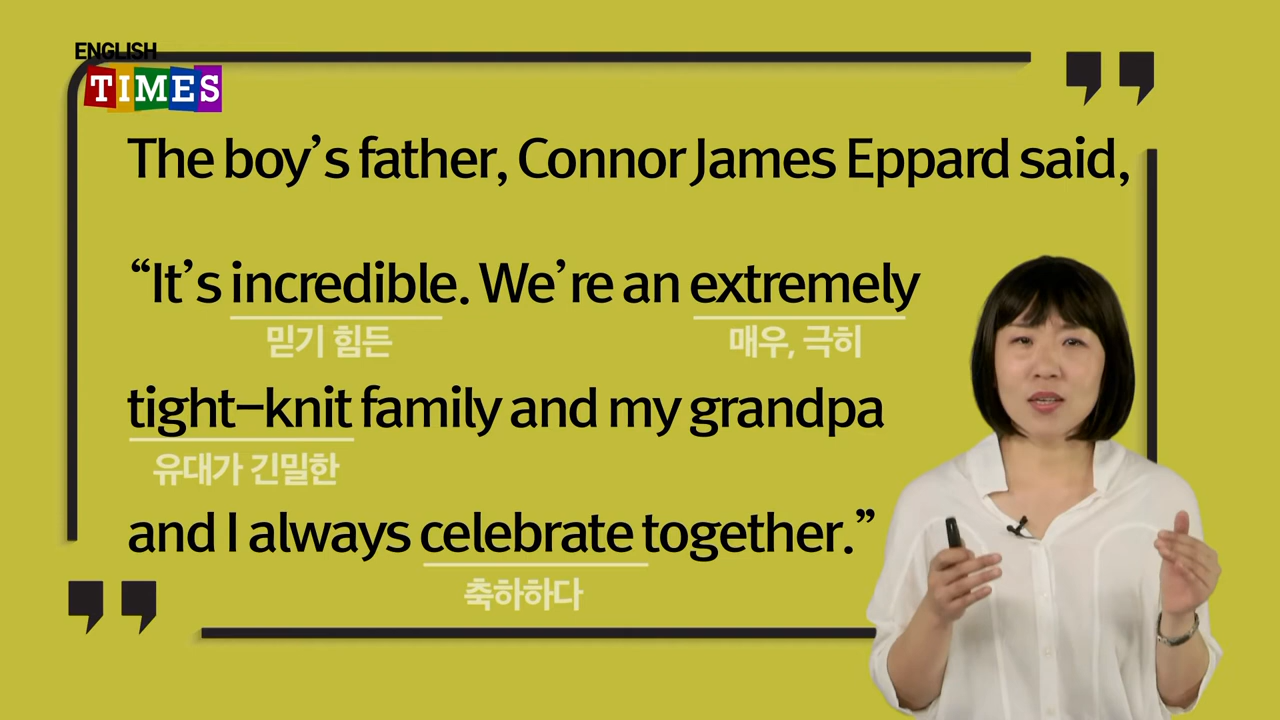 ENGLISH
TIMES
The boy’s father, Connor James Eppard said,
“It’s incredible. We’re an extremely
믿기 힘든 매우, 극히
tight-knit family and my grandpa
유대가 긴밀한
and I always celebrate together.”
축하하다